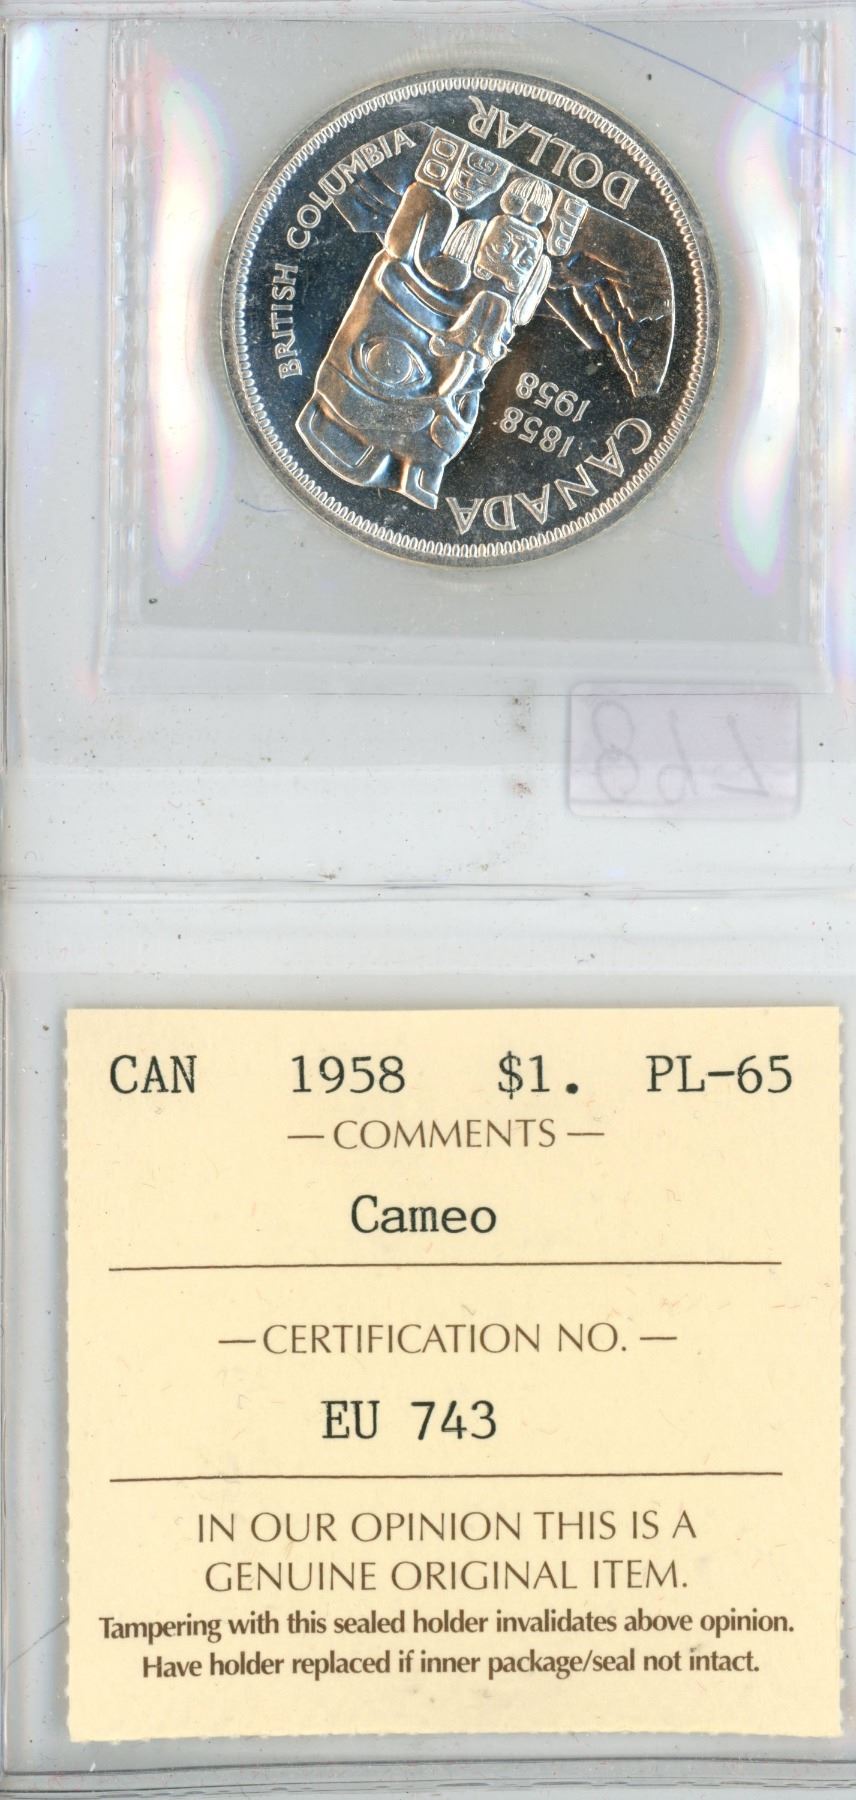 BRITISH COLUMBIA
DOLLAR
1858
1958
CANADA
CAN 1958 $1. PL-65
— COMMENTS —
Cameo
— CERTIFICATION NO. —
EU 743
IN OUR OPINION THIS IS A
GENUINE ORIGINAL ITEM.
Tampering with this sealed holder invalidates above opinion.
Have holder replaced if inner package/seal not intact.